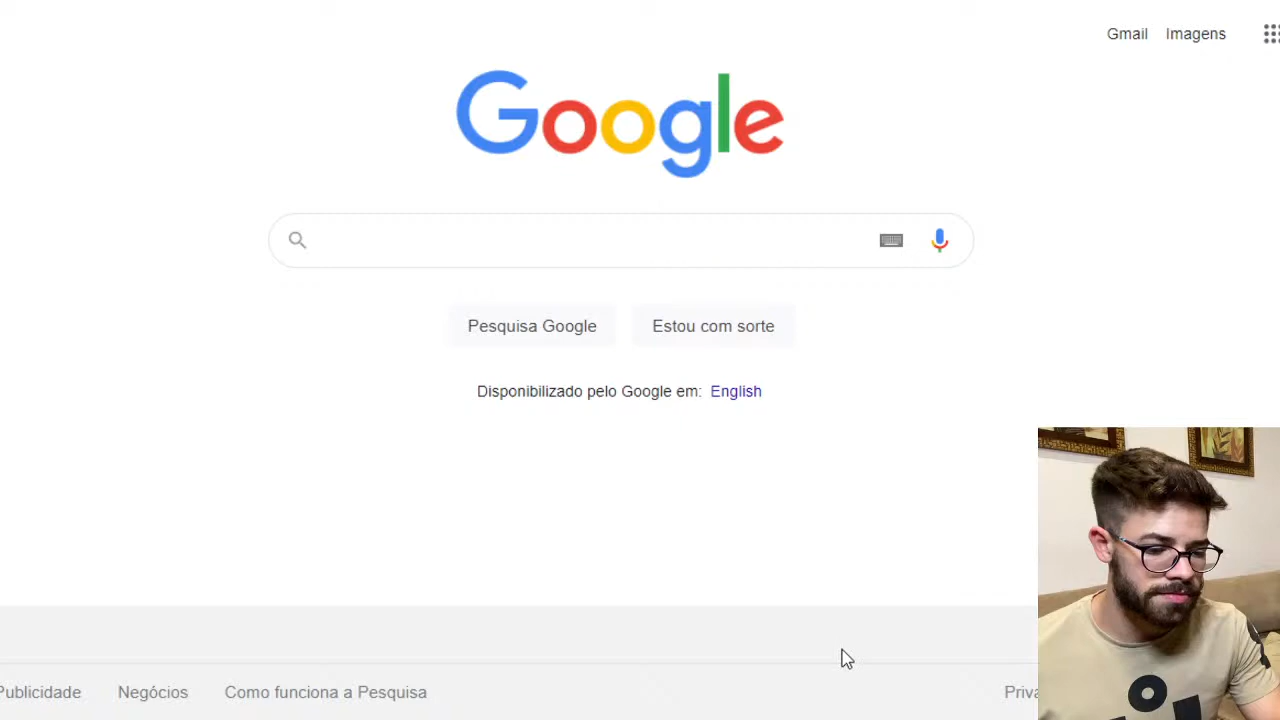 Gmail Imagens
Google
Pesquisa Google Estou com sorte
Disponibilizado pelo Google em: English
Publicidade Negócios Como funciona a Pesquisa Priva